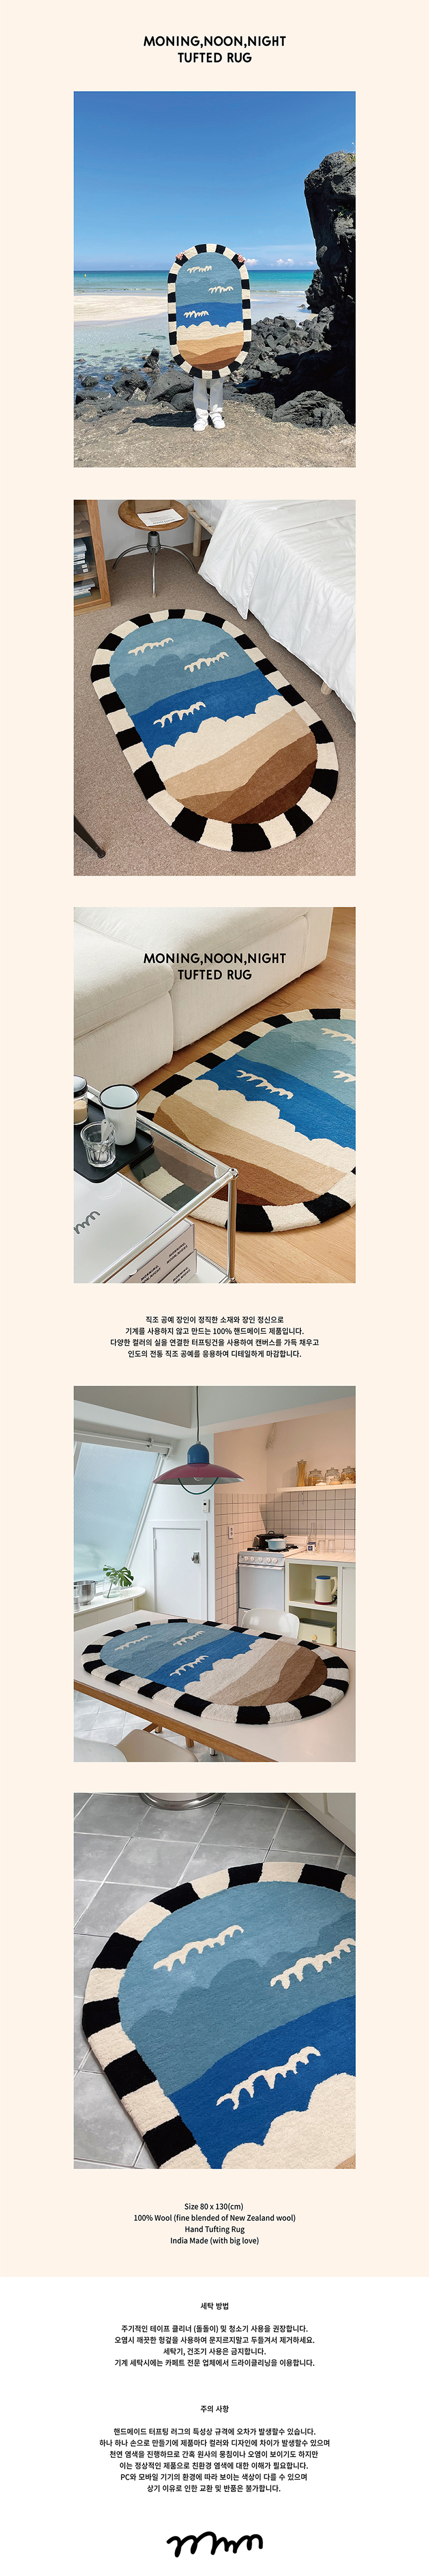 MONING,NOON,NIGHT
TUFTED RUG
MONING,NOON,NIGHT
TUFTED RUG
직조 공예 장인이 정직한 소재와 장인 정신으로
기계를 사용하지 않고 만드는 100% 핸드메이드 제품입니다.
다양한 컬러의 실을 연결한 터프팅건을 사용하여 캔버스를 가득 채우고
인도의 전통 직조 공예를 응용하여 디테일하게 마감합니다.
Size 80 x 130(cm)
100% Wool (fine blended of New Zealand wool)
Hand Tufting Rug
India Made (with big love)
세탁 방법
주기적인 테이프 클리너 (돌돌이) 및 청소기 사용을 권장합니다.
오염시 깨끗한 헝겊을 사용하여 문지르지말고 두들겨서 제거하세요.
세탁기, 건조기 사용은 금지합니다.
기계 세탁시에는 카페트 전문 업체에서 드라이클리닝을 이용합니다.
주의 사항
핸드메이드 터프팅 러그의 특성상 규격에 오차가 발생할수 있습니다.
하나 하나 손으로 만들기에 제품마다 컬러와 디자인에 차이가 발생할수 있으며
천연 염색을 진행하므로 간혹 원사의 뭉침이나 오염이 보이기도 하지만
이는 정상적인 제품으로 친환경 염색에 대한 이해가 필요합니다.
PC와 모바일 기기의 환경에 따라 보이는 색상이 다를 수 있으며
상기 이유로 인한 교환 및 반품은 불가합니다.